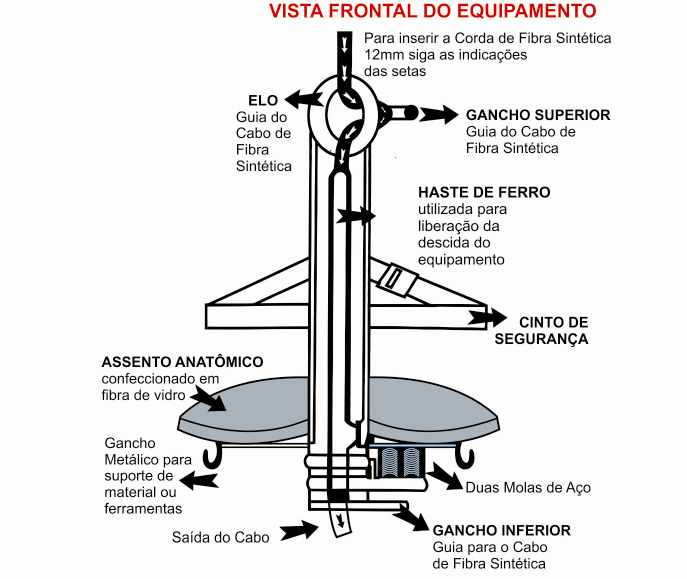 VISTA FRONTAL DO EQUIPAMENTO
Para inserir a Corda de Fibra Sintética
12mm siga as indicações
das setas
ELO
Guia do
Cabo de
Fibra
Sintética
GANCHO SUPERIOR
Guia do Cabo de
Fibra Sintética
HASTE DE FERRO
utilizada para
liberação da
descida do
equipamento
CINTO DE
SEGURANÇA
ASSENTO ANATÔMICO
confeccionado em
fibra de vidro
Gancho
Metálico para
suporte de
material ou
ferramentas
Duas Molas de Aço
Saída do Cabo
GANCHO INFERIOR
Guia para o Cabo
de Fibra Sintética